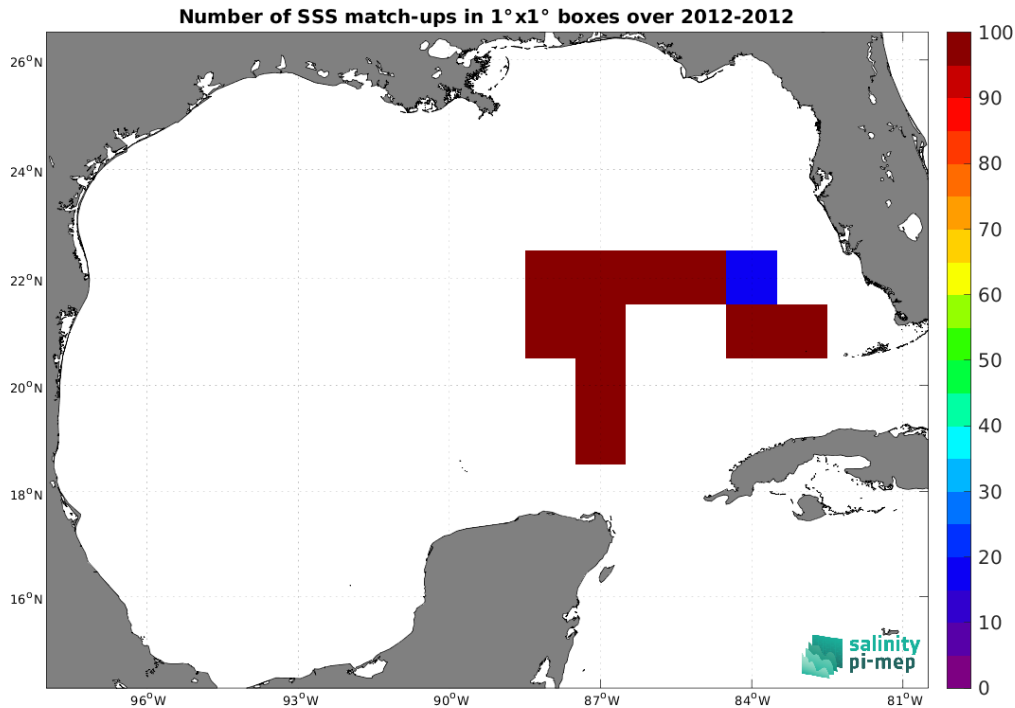 Number of SSS match-ups in 1°x1° boxes over 2012-2012
26°N
24°N
22°N
20°N
18°N
16°N
96°W
93°W
90°W
87°W
84°W
81°W
100
90
80
70
60
50
40
30
20
10
0
salinity
pi-mep